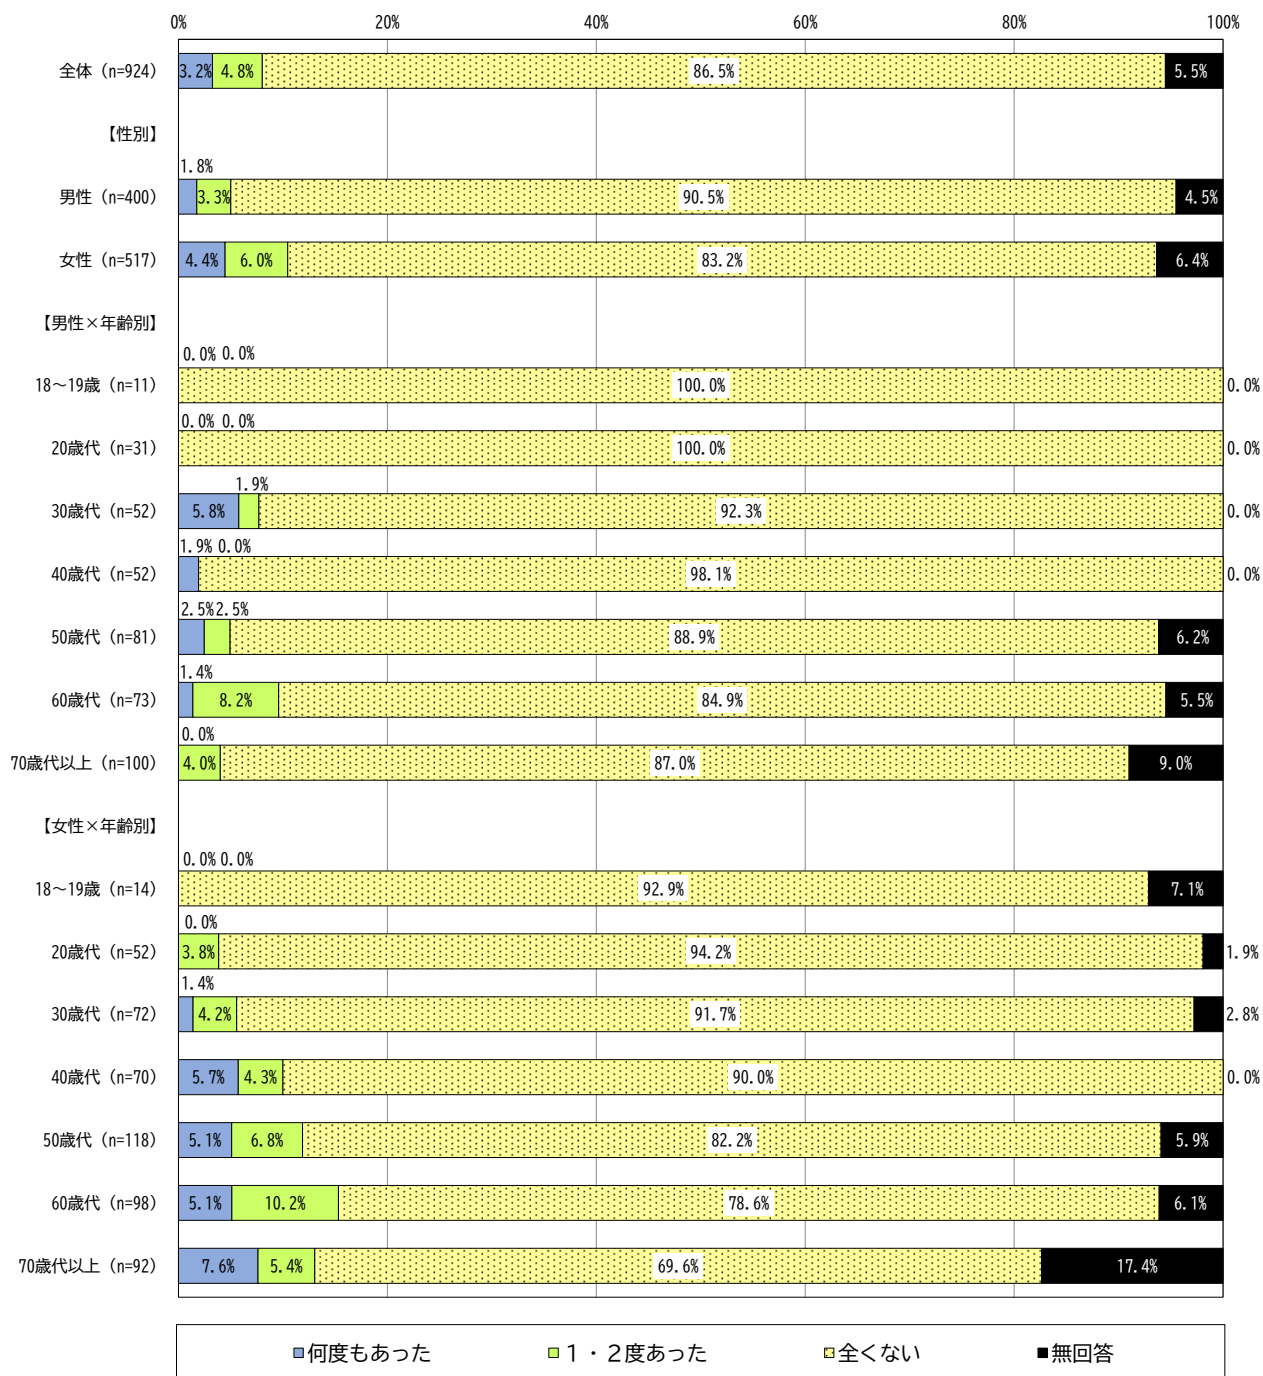 0% 20% 40% 60% 80% 100%
全体（n=924） 3.2% 4.8% 86.5% 5.5%
【性別】
1.8%
男性（n=400） 3.3% 90.5% 4.5%
女性（n=517） 4.4% 6.0% 83.2% 6.4%
【男性×年齢別】
0.0% 0.0%
18～19歳（n=11） 100.0% 0.0%
0.0% 0.0%
20歳代（n=31） 100.0% 0.0%
1.9%
30歳代（n=52） 5.8% 92.3% 0.0%
1.9% 0.0%
40歳代（n=52） 98.1% 0.0%
2.5% 2.5%
50歳代（n=81） 88.9% 6.2%
1.4%
60歳代（n=73） 8.2% 84.9% 5.5%
0.0%
70歳代以上（n=100） 4.0% 87.0% 9.0%
【女性×年齢別】
0.0% 0.0%
18～19歳（n=14） 92.9% 7.1%
0.0%
20歳代（n=52） 3.8% 94.2% 1.9%
1.4%
30歳代（n=72） 4.2% 91.7% 2.8%
40歳代（n=70） 5.7% 4.3% 90.0% 0.0%
50歳代（n=118） 5.1% 6.8% 82.2% 5.9%
60歳代（n=98） 5.1% 10.2% 78.6% 6.1%
70歳代以上（n=92） 7.6% 5.4% 69.6% 17.4%
何度もあった １・２度あった 全くない 無回答